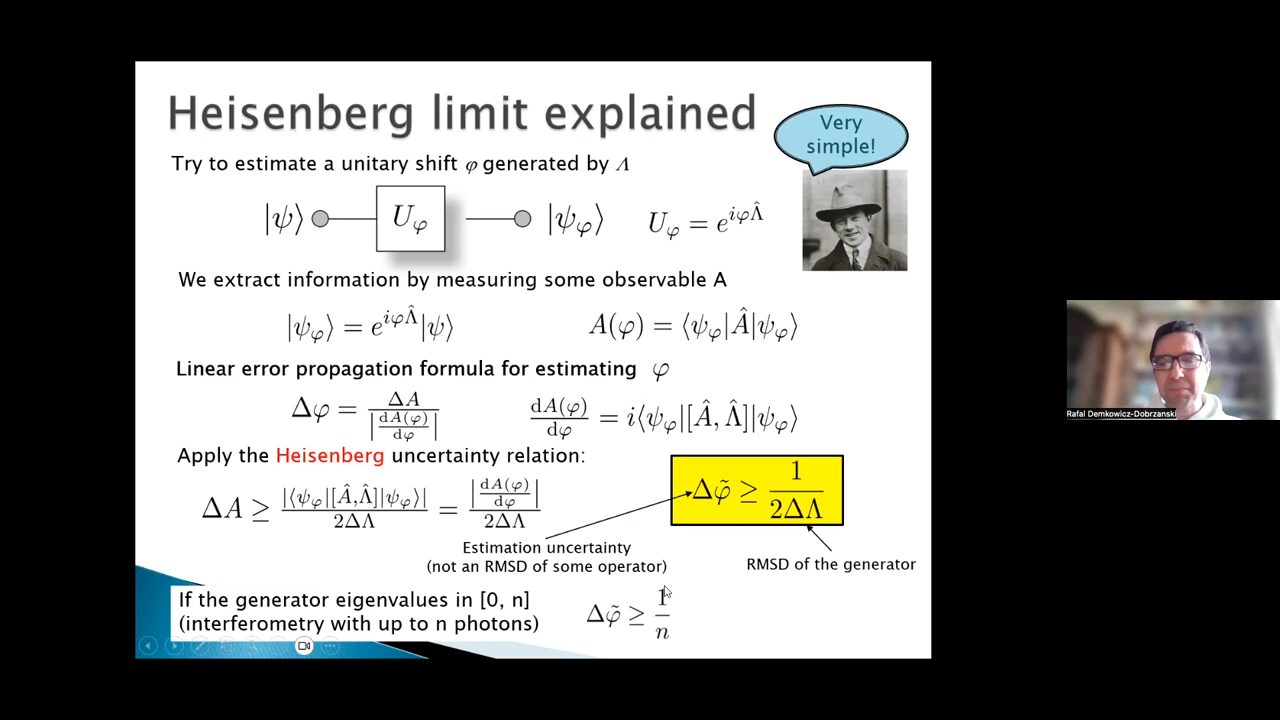 Heisenberg limit explained
Very
simple!
Try to estimate a unitary shift φ generated by Λ
|ψ⟩ U_φ |ψ_φ⟩ U_φ = e^{iφΛ̂}
We extract information by measuring some observable A
|ψ_φ⟩ = e^{iφΛ̂}|ψ⟩ A(φ) = ⟨ψ_φ|Â|ψ_φ⟩
Linear error propagation formula for estimating φ
Δφ = ΔA / |dA(φ)/dφ| dA(φ)/dφ = i⟨ψ_φ|[Â, Λ̂]|ψ_φ⟩
Apply the Heisenberg uncertainty relation:
ΔA ≥ |⟨ψ_φ|[Â,Λ̂]|ψ_φ⟩| / 2ΔΛ = |dA(φ)/dφ| / 2ΔΛ Δφ̃ ≥ 1 / 2ΔΛ
Estimation uncertainty
(not an RMSD of some operator)
RMSD of the generator
If the generator eigenvalues in [0, n]
(interferometry with up to n photons)
Δφ̃ ≥ 1/n
Rafal Demkowicz-Dobrzanski